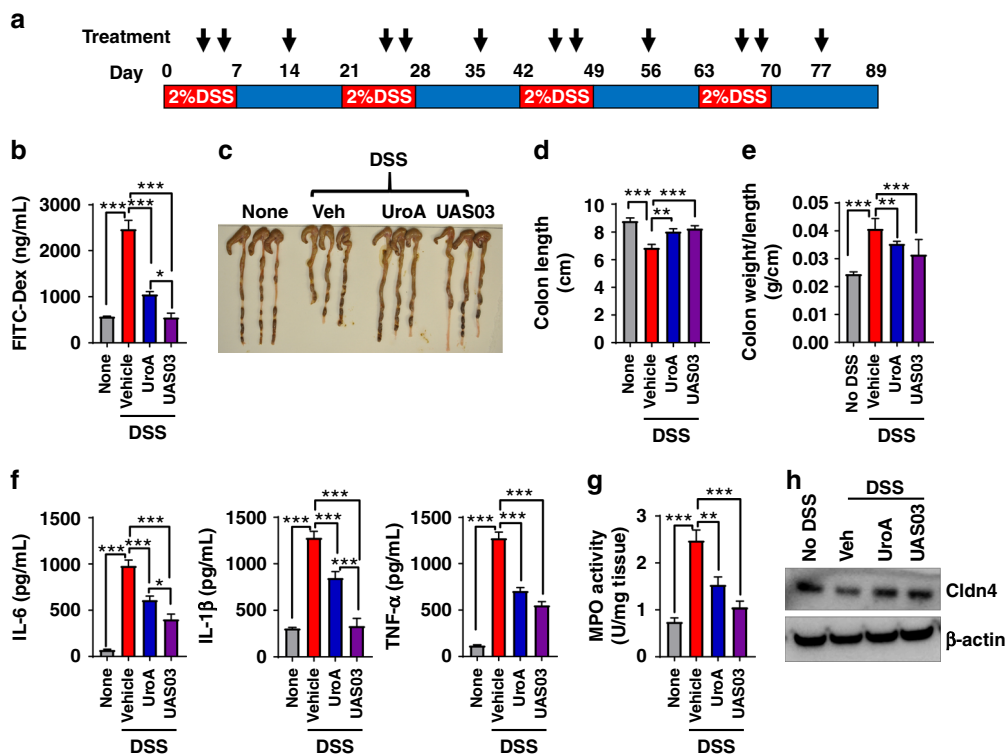 a
Treatment
Day 0 7 14 21 28 35 42 49 56 63 70 77 89
2%DSS 2%DSS 2%DSS 2%DSS
b
FITC-Dex (ng/mL)
3000
2000
1000
0
***
***
***
*
None
Vehicle
UroA
UAS03
DSS
c
DSS
None Veh UroA UAS03
d
Colon length
(cm)
10
8
6
4
2
0
*** ***
**
None
Vehicle
UroA
UAS03
DSS
e
Colon weight/length
(g/cm)
0.05
0.04
0.03
0.02
0.01
0.00
***
***
**
No DSS
Vehicle
UroA
UAS03
DSS
f
IL-6 (pg/mL)
1500
1000
500
0
***
***
***
*
None
Vehicle
UroA
UAS03
DSS
IL-1β (pg/mL)
1500
1000
500
0
***
***
***
***
None
Vehicle
UroA
UAS03
DSS
TNF-α (pg/mL)
1500
1000
500
0
***
***
***
None
Vehicle
UroA
UAS03
DSS
g
MPO activity
(U/mg tissue)
3
2
1
0
***
***
**
None
Vehicle
UroA
UAS03
DSS
h
DSS
No DSS
Veh
UroA
UAS03
Cldn4
β-actin